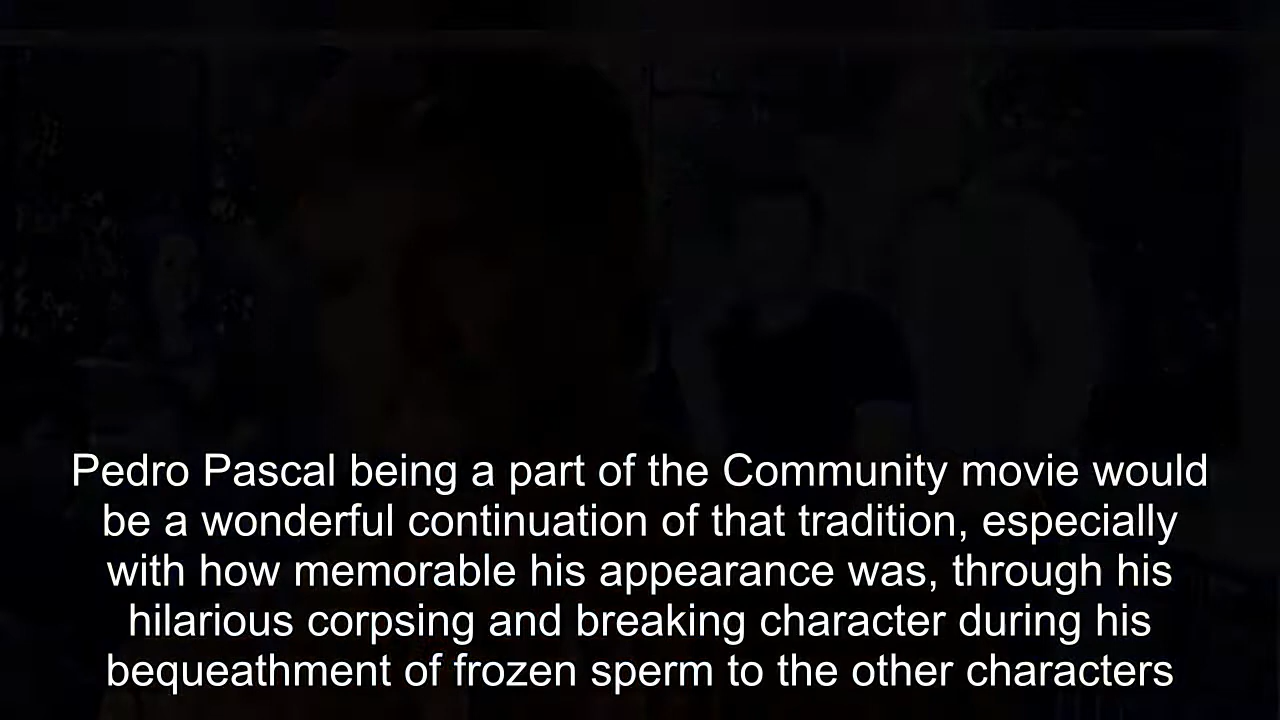 Pedro Pascal being a part of the Community movie would
be a wonderful continuation of that tradition, especially
with how memorable his appearance was, through his
hilarious corpsing and breaking character during his
bequeathment of frozen sperm to the other characters